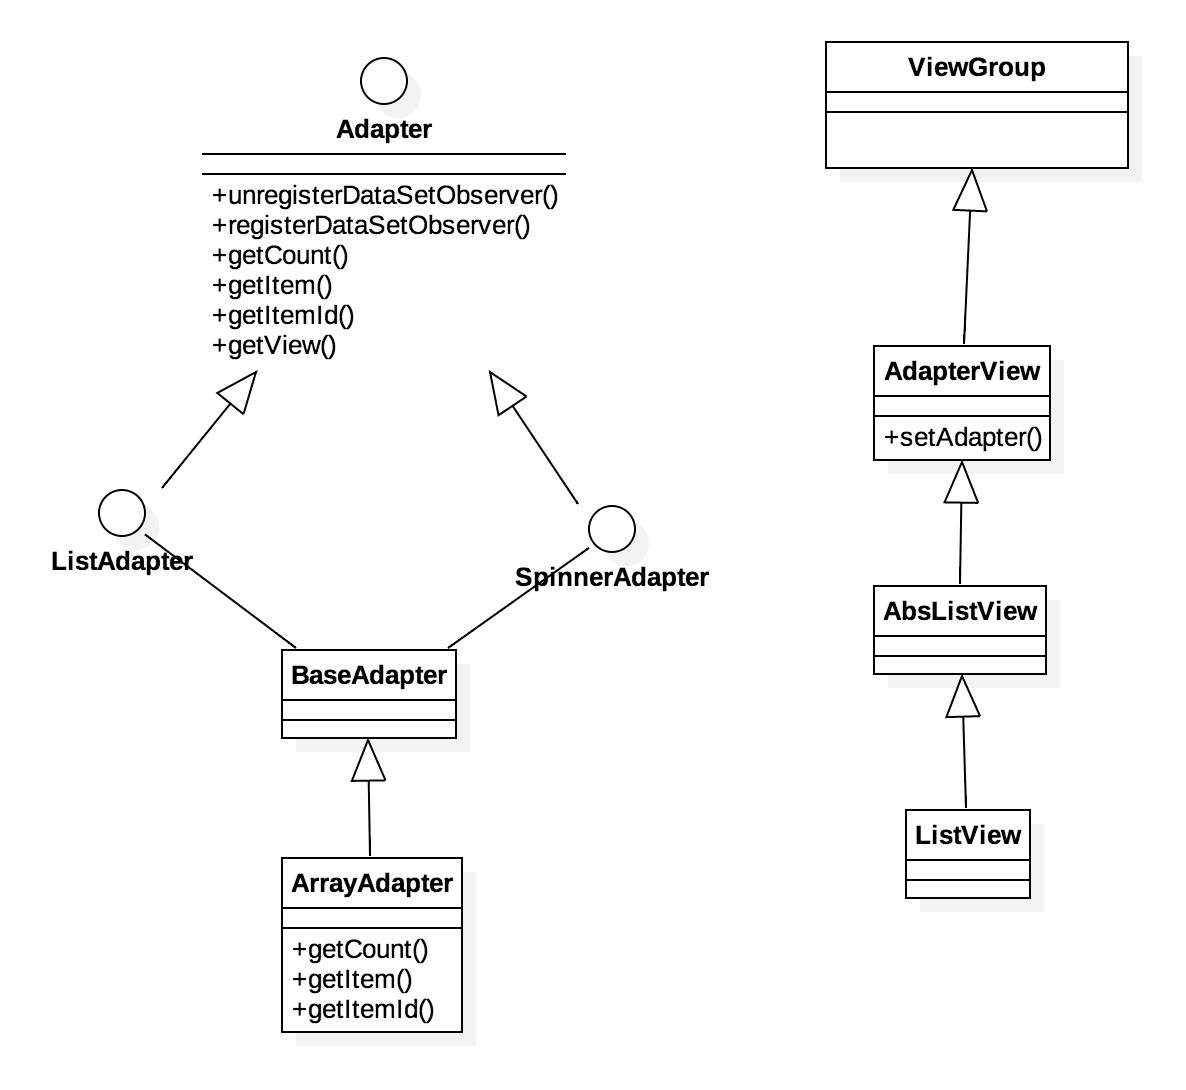 Adapter
+unregisterDataSetObserver()
+registerDataSetObserver()
+getCount()
+getItem()
+getItemId()
+getView()
ListAdapter
SpinnerAdapter
BaseAdapter
ArrayAdapter
+getCount()
+getItem()
+getItemId()
ViewGroup
AdapterView
+setAdapter()
AbsListView
ListView